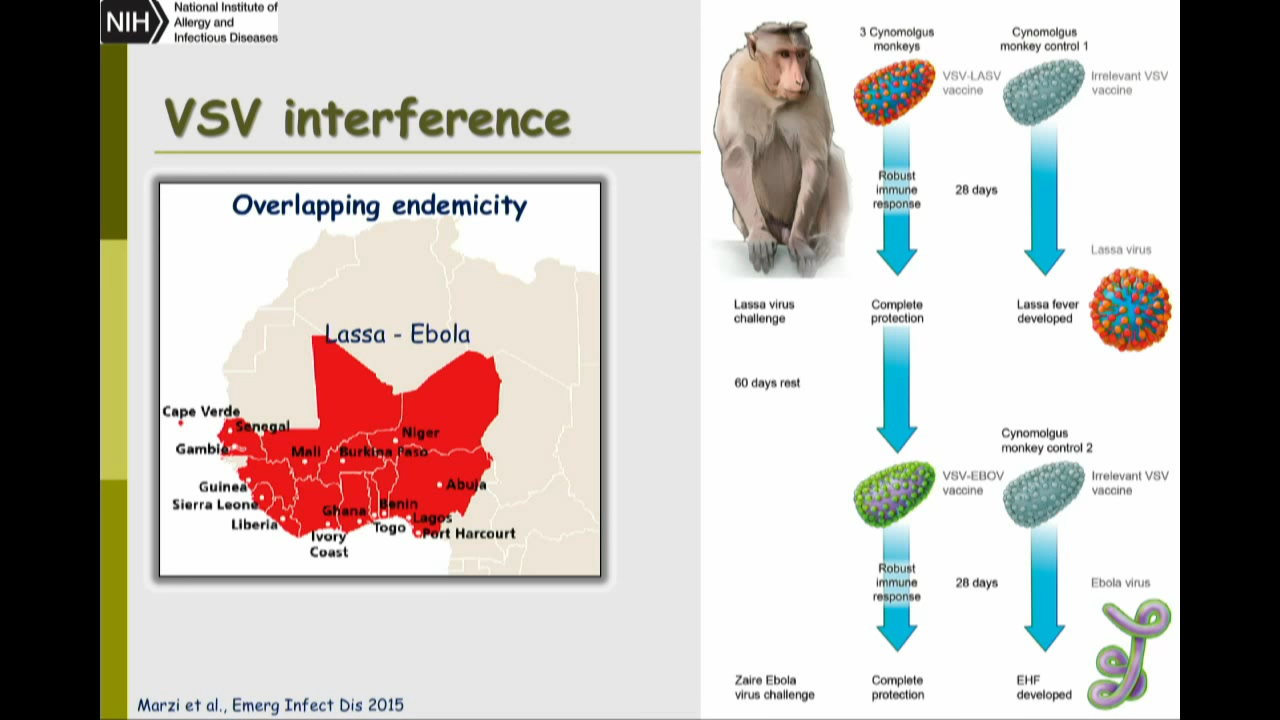 NIH
National Institute of
Allergy and
Infectious Diseases
VSV interference
Overlapping endemicity
Lassa - Ebola
Cape Verde
Senegal
Gambie
Mali
Niger
Burkina Faso
Guinea
Sierra Leone
Liberia
Ivory
Coast
Ghana
Togo
Benin
Lagos
Abuja
Port Harcourt
Marzi et al., Emerg Infect Dis 2015
3 Cynomolgus
monkeys
Cynomolgus
monkey control 1
VSV-LASV
vaccine
Irrelevant VSV
vaccine
Robust
immune
response
28 days
Lassa virus
Lassa virus
challenge
Complete
protection
Lassa fever
developed
60 days rest
Cynomolgus
monkey control 2
VSV-EBOV
vaccine
Irrelevant VSV
vaccine
Robust
immune
response
28 days
Ebola virus
Zaire Ebola
virus challenge
Complete
protection
EHF
developed